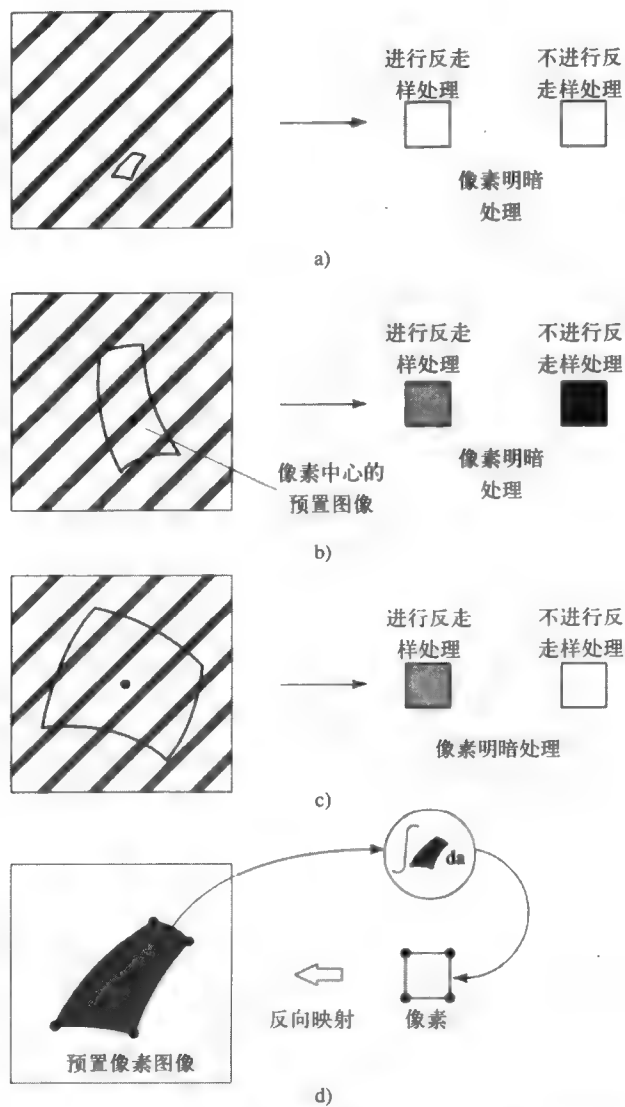 进行反走
样处理
不进行反
走样处理
像素明暗
处理
a)
进行反走
样处理
不进行反
走样处理
像素明暗
处理
像素中心的
预置图像
b)
进行反走
样处理
不进行反
走样处理
像素明暗处理
c)
∫ da
反向映射
像素
预置像素图像
d)